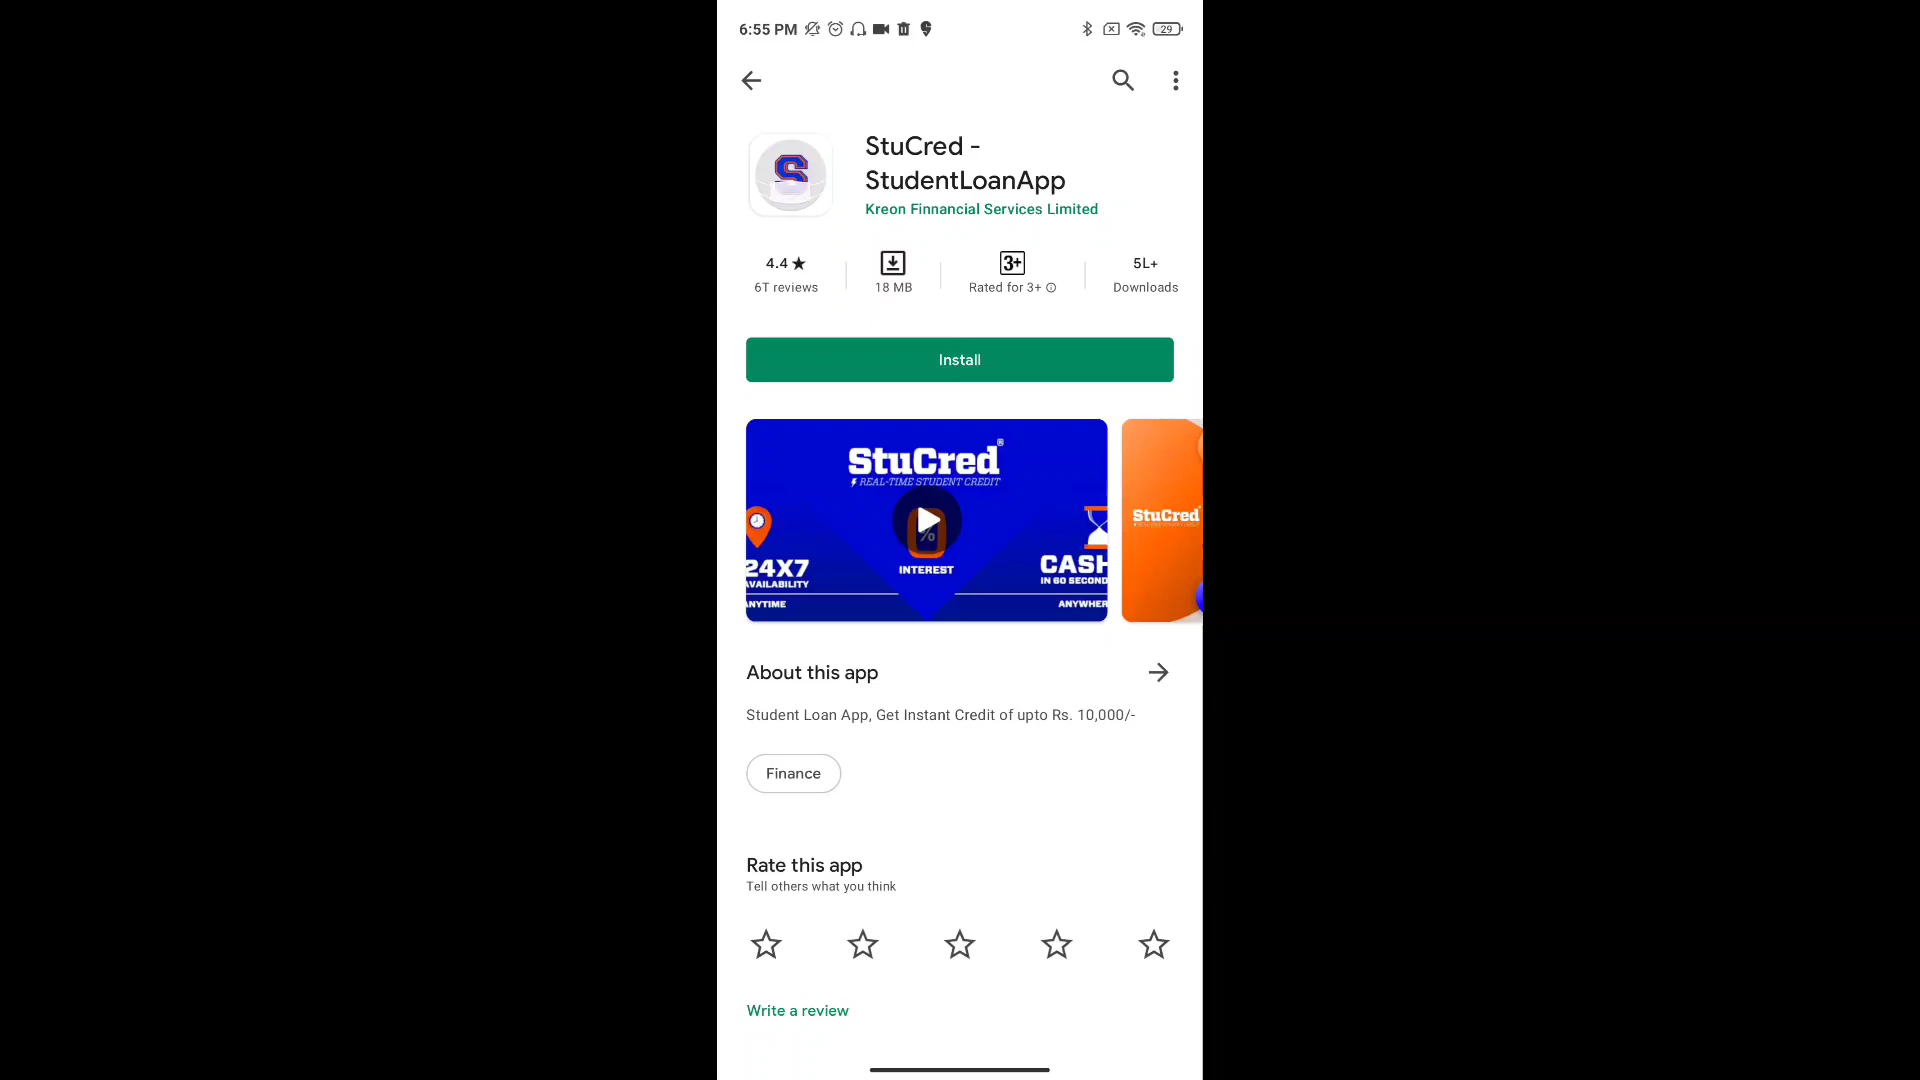 6:55 PM
29
StuCred -
StudentLoanApp
Kreon Finnancial Services Limited
4.4 ★
6T reviews
18 MB
3+
Rated for 3+
5L+
Downloads
Install
StuCred®
REAL-TIME STUDENT CREDIT
%
24X7
AVAILABILITY
ANYTIME
INTEREST
CASH
IN 60 SECOND
ANYWHER
StuCred
About this app
Student Loan App, Get Instant Credit of upto Rs. 10,000/-
Finance
Rate this app
Tell others what you think
Write a review